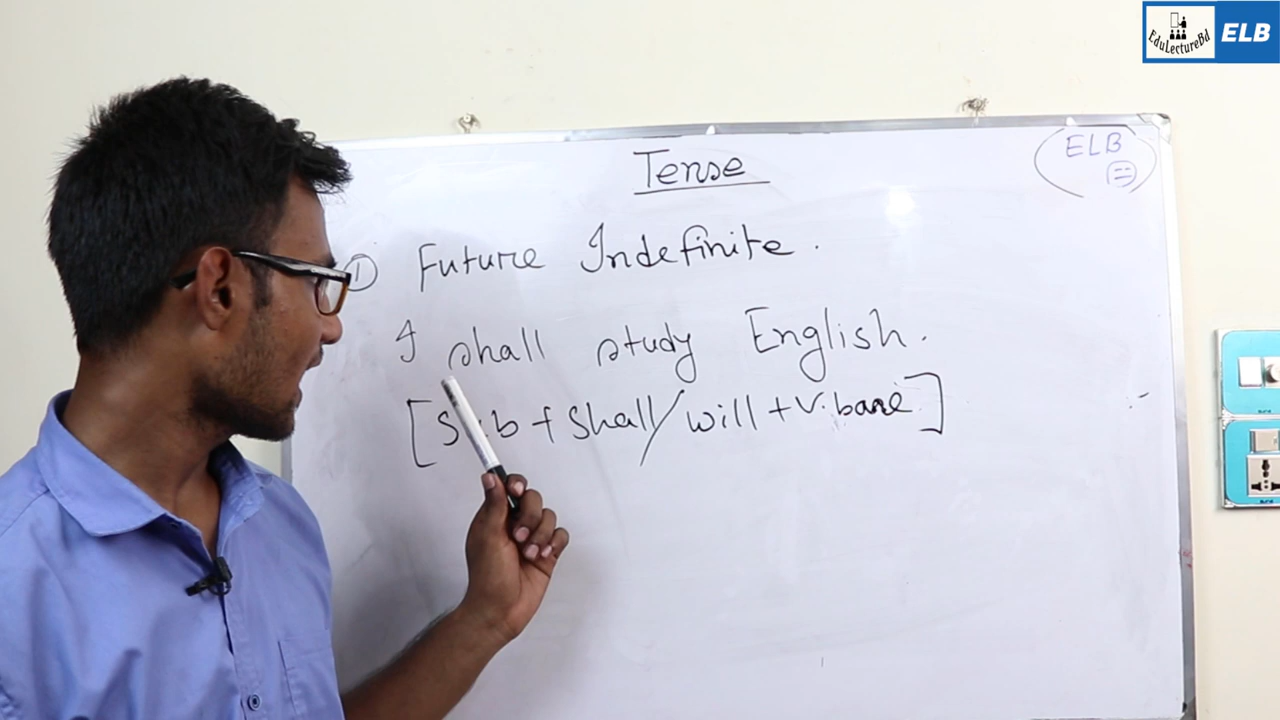 EduLectureBd ELB
ELB
Tense
① Future Indefinite.
I shall study English.
[Sub + Shall/will + V. base]